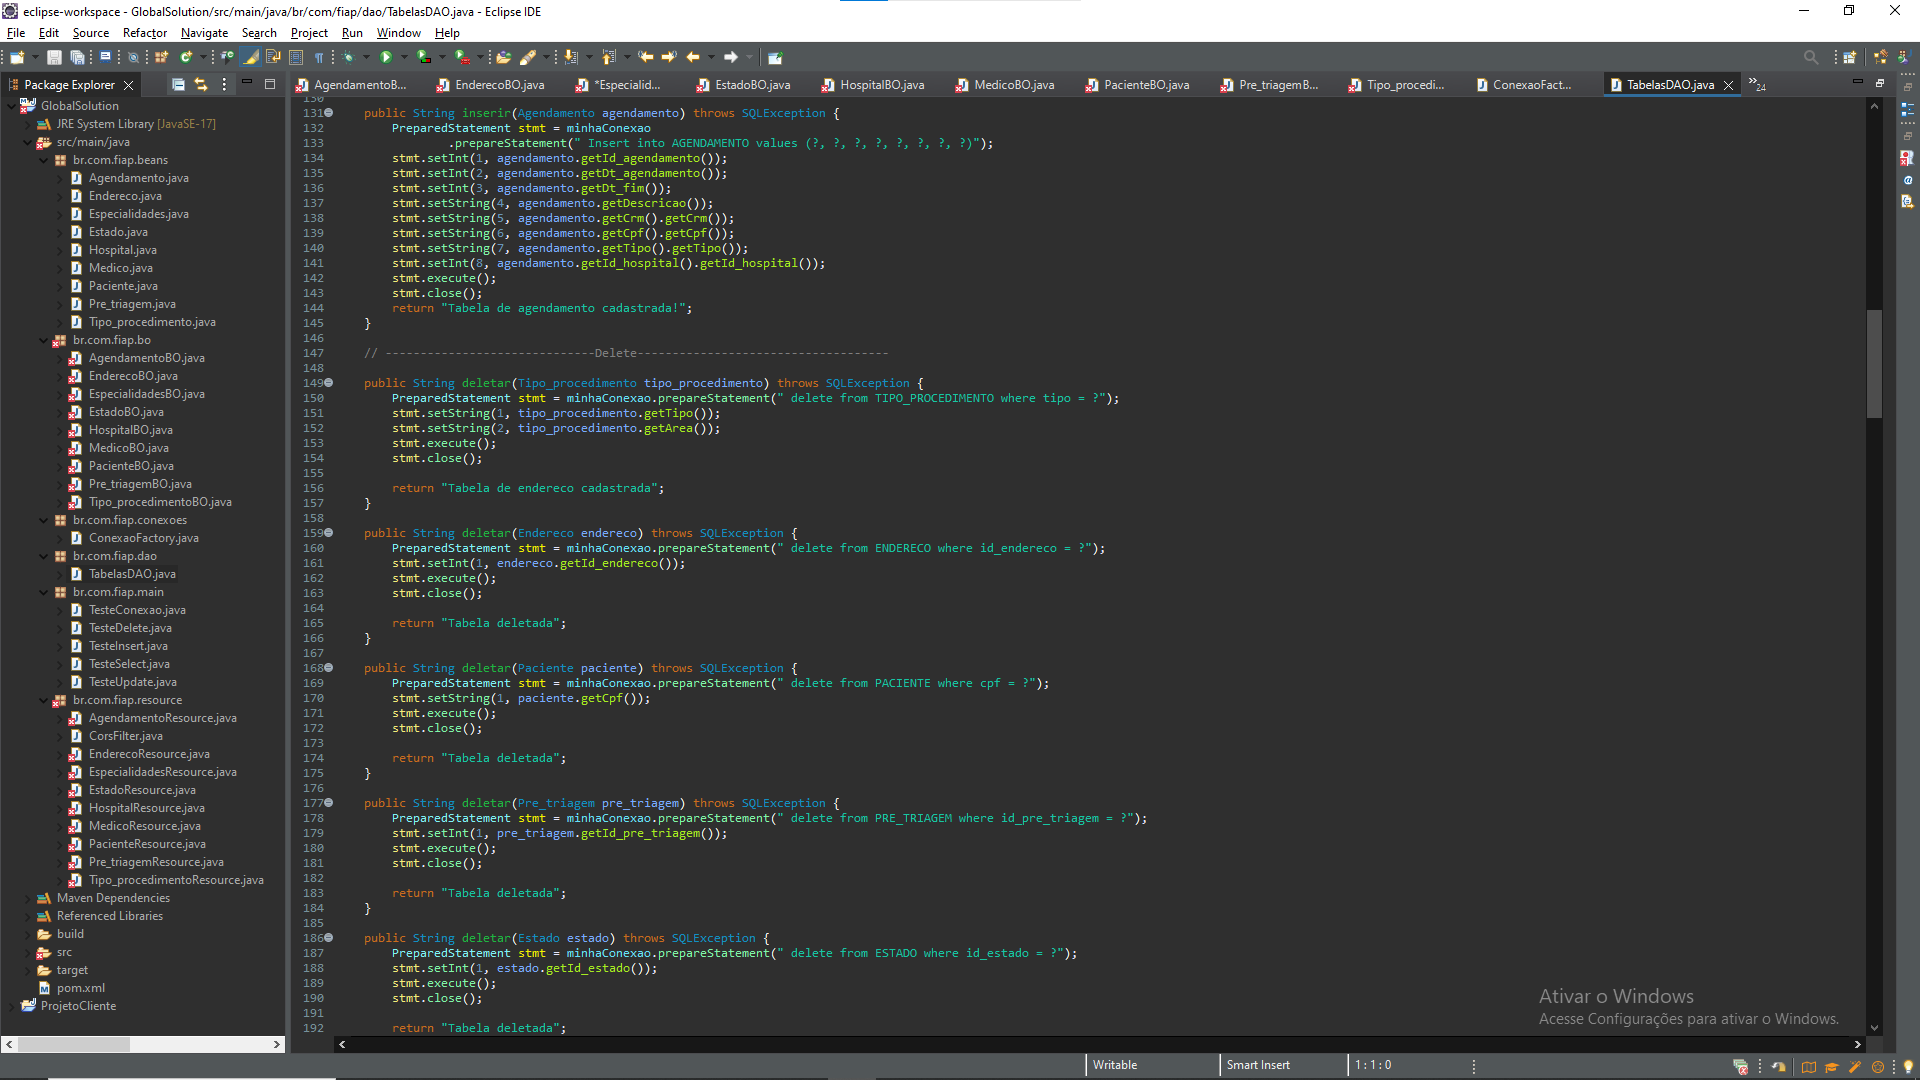 eclipse-workspace - GlobalSolution/src/main/java/br/com/fiap/dao/TabelasDAO.java - Eclipse IDE
File Edit Source Refactor Navigate Search Project Run Window Help
Package Explorer
AgendamentoB... EnderecoBO.java *Especialid... EstadoBO.java HospitalBO.java MedicoBO.java PacienteBO.java Pre_triagemB... Tipo_procedi... ConexaoFact... TabelasDAO.java 24
GlobalSolution
JRE System Library [JavaSE-17]
src/main/java
br.com.fiap.beans
Agendamento.java
Endereco.java
Especialidades.java
Estado.java
Hospital.java
Medico.java
Paciente.java
Pre_triagem.java
Tipo_procedimento.java
br.com.fiap.bo
AgendamentoBO.java
EnderecoBO.java
EspecialidadesBO.java
EstadoBO.java
HospitalBO.java
MedicoBO.java
PacienteBO.java
Pre_triagemBO.java
Tipo_procedimentoBO.java
br.com.fiap.conexoes
ConexaoFactory.java
br.com.fiap.dao
TabelasDAO.java
br.com.fiap.main
TesteConexao.java
TesteDelete.java
TesteInsert.java
TesteSelect.java
TesteUpdate.java
br.com.fiap.resource
AgendamentoResource.java
CorsFilter.java
EnderecoResource.java
EspecialidadesResource.java
EstadoResource.java
HospitalResource.java
MedicoResource.java
PacienteResource.java
Pre_triagemResource.java
Tipo_procedimentoResource.java
Maven Dependencies
Referenced Libraries
build
src
target
pom.xml
ProjetoCliente
130
131 public String inserir(Agendamento agendamento) throws SQLException {
132 PreparedStatement stmt = minhaConexao
133 .prepareStatement(" Insert into AGENDAMENTO values (?, ?, ?, ?, ?, ?, ?, ?)");
134 stmt.setInt(1, agendamento.getId_agendamento());
135 stmt.setInt(2, agendamento.getDt_agendamento());
136 stmt.setInt(3, agendamento.getDt_fim());
137 stmt.setString(4, agendamento.getDescricao());
138 stmt.setString(5, agendamento.getCrm().getCrm());
139 stmt.setString(6, agendamento.getCpf().getCpf());
140 stmt.setString(7, agendamento.getTipo().getTipo());
141 stmt.setInt(8, agendamento.getId_hospital().getId_hospital());
142 stmt.execute();
143 stmt.close();
144 return "Tabela de agendamento cadastrada!";
145 }
146
147 // ------------------------------Delete------------------------------------
148
149 public String deletar(Tipo_procedimento tipo_procedimento) throws SQLException {
150 PreparedStatement stmt = minhaConexao.prepareStatement(" delete from TIPO_PROCEDIMENTO where tipo = ?");
151 stmt.setString(1, tipo_procedimento.getTipo());
152 stmt.setString(2, tipo_procedimento.getArea());
153 stmt.execute();
154 stmt.close();
155
156 return "Tabela de endereco cadastrada";
157 }
158
159 public String deletar(Endereco endereco) throws SQLException {
160 PreparedStatement stmt = minhaConexao.prepareStatement(" delete from ENDERECO where id_endereco = ?");
161 stmt.setInt(1, endereco.getId_endereco());
162 stmt.execute();
163 stmt.close();
164
165 return "Tabela deletada";
166 }
167
168 public String deletar(Paciente paciente) throws SQLException {
169 PreparedStatement stmt = minhaConexao.prepareStatement(" delete from PACIENTE where cpf = ?");
170 stmt.setString(1, paciente.getCpf());
171 stmt.execute();
172 stmt.close();
173
174 return "Tabela deletada";
175 }
176
177 public String deletar(Pre_triagem pre_triagem) throws SQLException {
178 PreparedStatement stmt = minhaConexao.prepareStatement(" delete from PRE_TRIAGEM where id_pre_triagem = ?");
179 stmt.setInt(1, pre_triagem.getId_pre_triagem());
180 stmt.execute();
181 stmt.close();
182
183 return "Tabela deletada";
184 }
185
186 public String deletar(Estado estado) throws SQLException {
187 PreparedStatement stmt = minhaConexao.prepareStatement(" delete from ESTADO where id_estado = ?");
188 stmt.setInt(1, estado.getId_estado());
189 stmt.execute();
190 stmt.close();
191
192 return "Tabela deletada";
Ativar o Windows
Acesse Configurações para ativar o Windows.
Writable Smart Insert 1 : 1 : 0